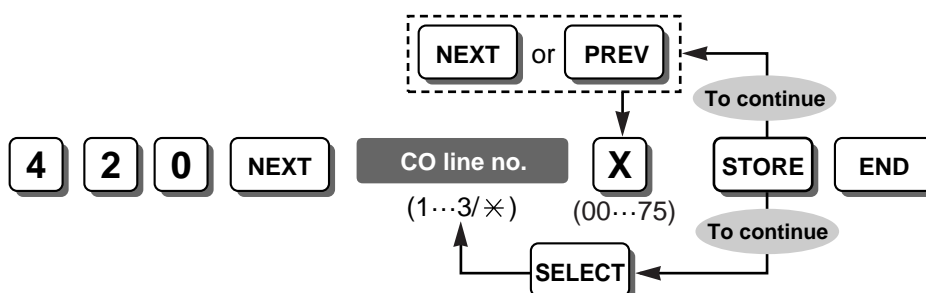 NEXT or PREV
To continue
4 2 0 NEXT CO line no. X STORE END
(1···3/✳) (00···75)
To continue
SELECT